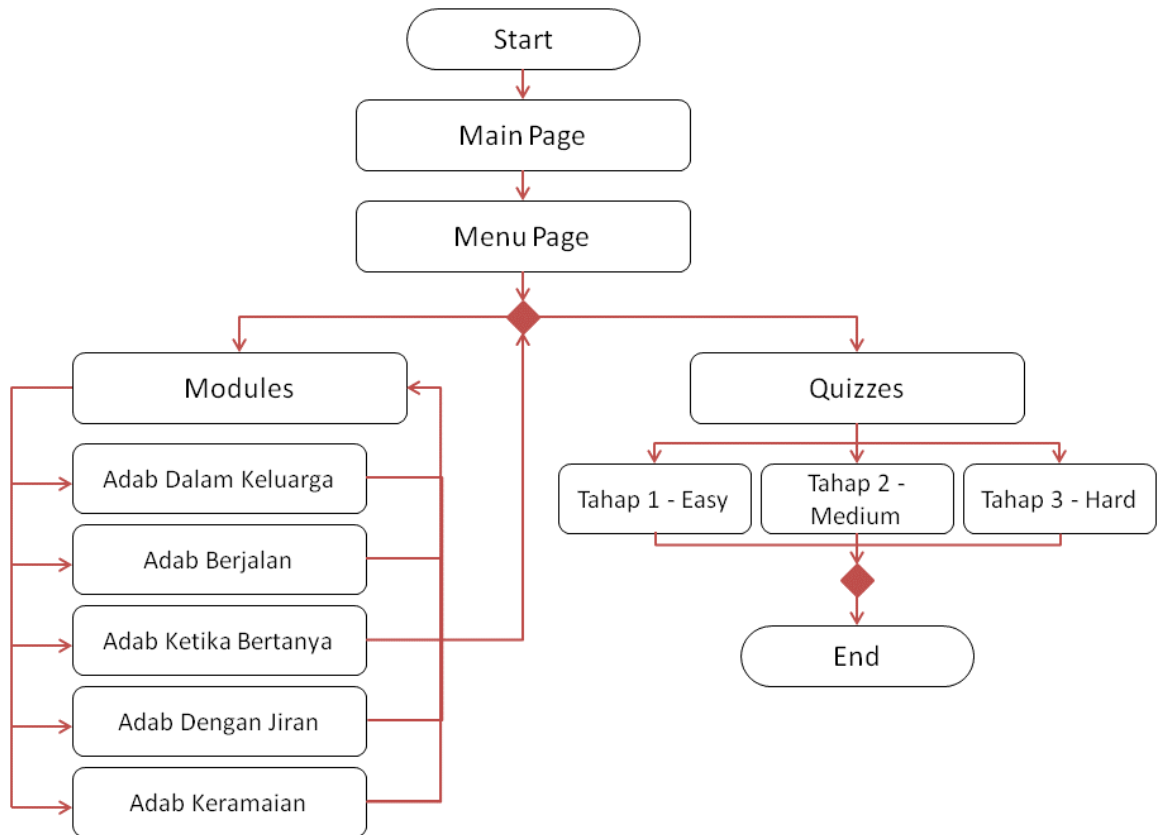 Start
Main Page
Menu Page
Modules
Adab Dalam Keluarga
Adab Berjalan
Adab Ketika Bertanya
Adab Dengan Jiran
Adab Keramaian
Quizzes
Tahap 1 - Easy
Tahap 2 -
Medium
Tahap 3 - Hard
End